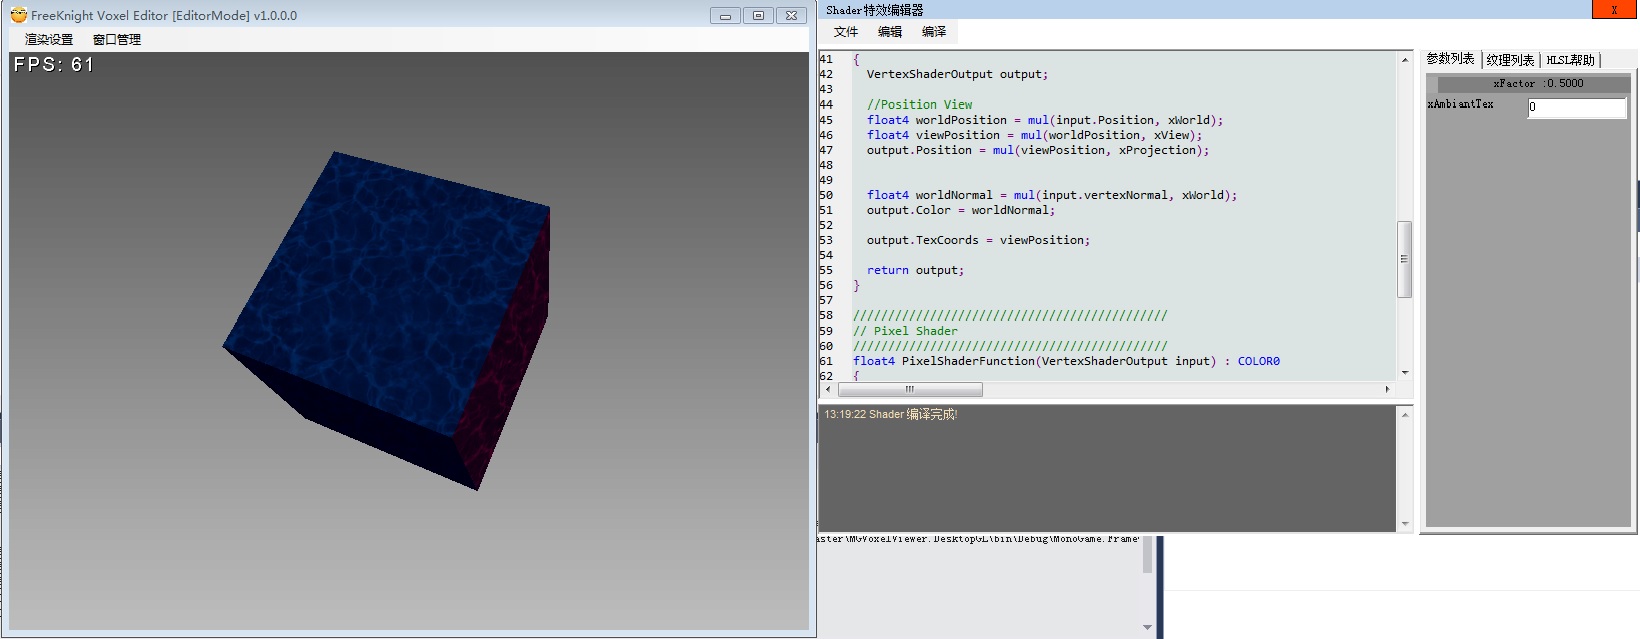 FreeKnight Voxel Editor [EditorMode] v1.0.0.0
渲染设置 窗口管理
FPS: 61
Shader特效编辑器
X
文件 编辑 编译
41 {
42 VertexShaderOutput output;
43
44 //Position View
45 float4 worldPosition = mul(input.Position, xWorld);
46 float4 viewPosition = mul(worldPosition, xView);
47 output.Position = mul(viewPosition, xProjection);
48
49
50 float4 worldNormal = mul(input.vertexNormal, xWorld);
51 output.Color = worldNormal;
52
53 output.TexCoords = viewPosition;
54
55 return output;
56 }
57
58 /////////////////////////////////////////////
59 // Pixel Shader
60 /////////////////////////////////////////////
61 float4 PixelShaderFunction(VertexShaderOutput input) : COLOR0
62 {
13:19:22 Shader 编译完成!
参数列表 纹理列表 HLSL帮助
xFactor :0.5000
xAmbiantTex 0
aster\MGVoxelViewer.DesktopGL\bin\Debug\MonoGame.Frame